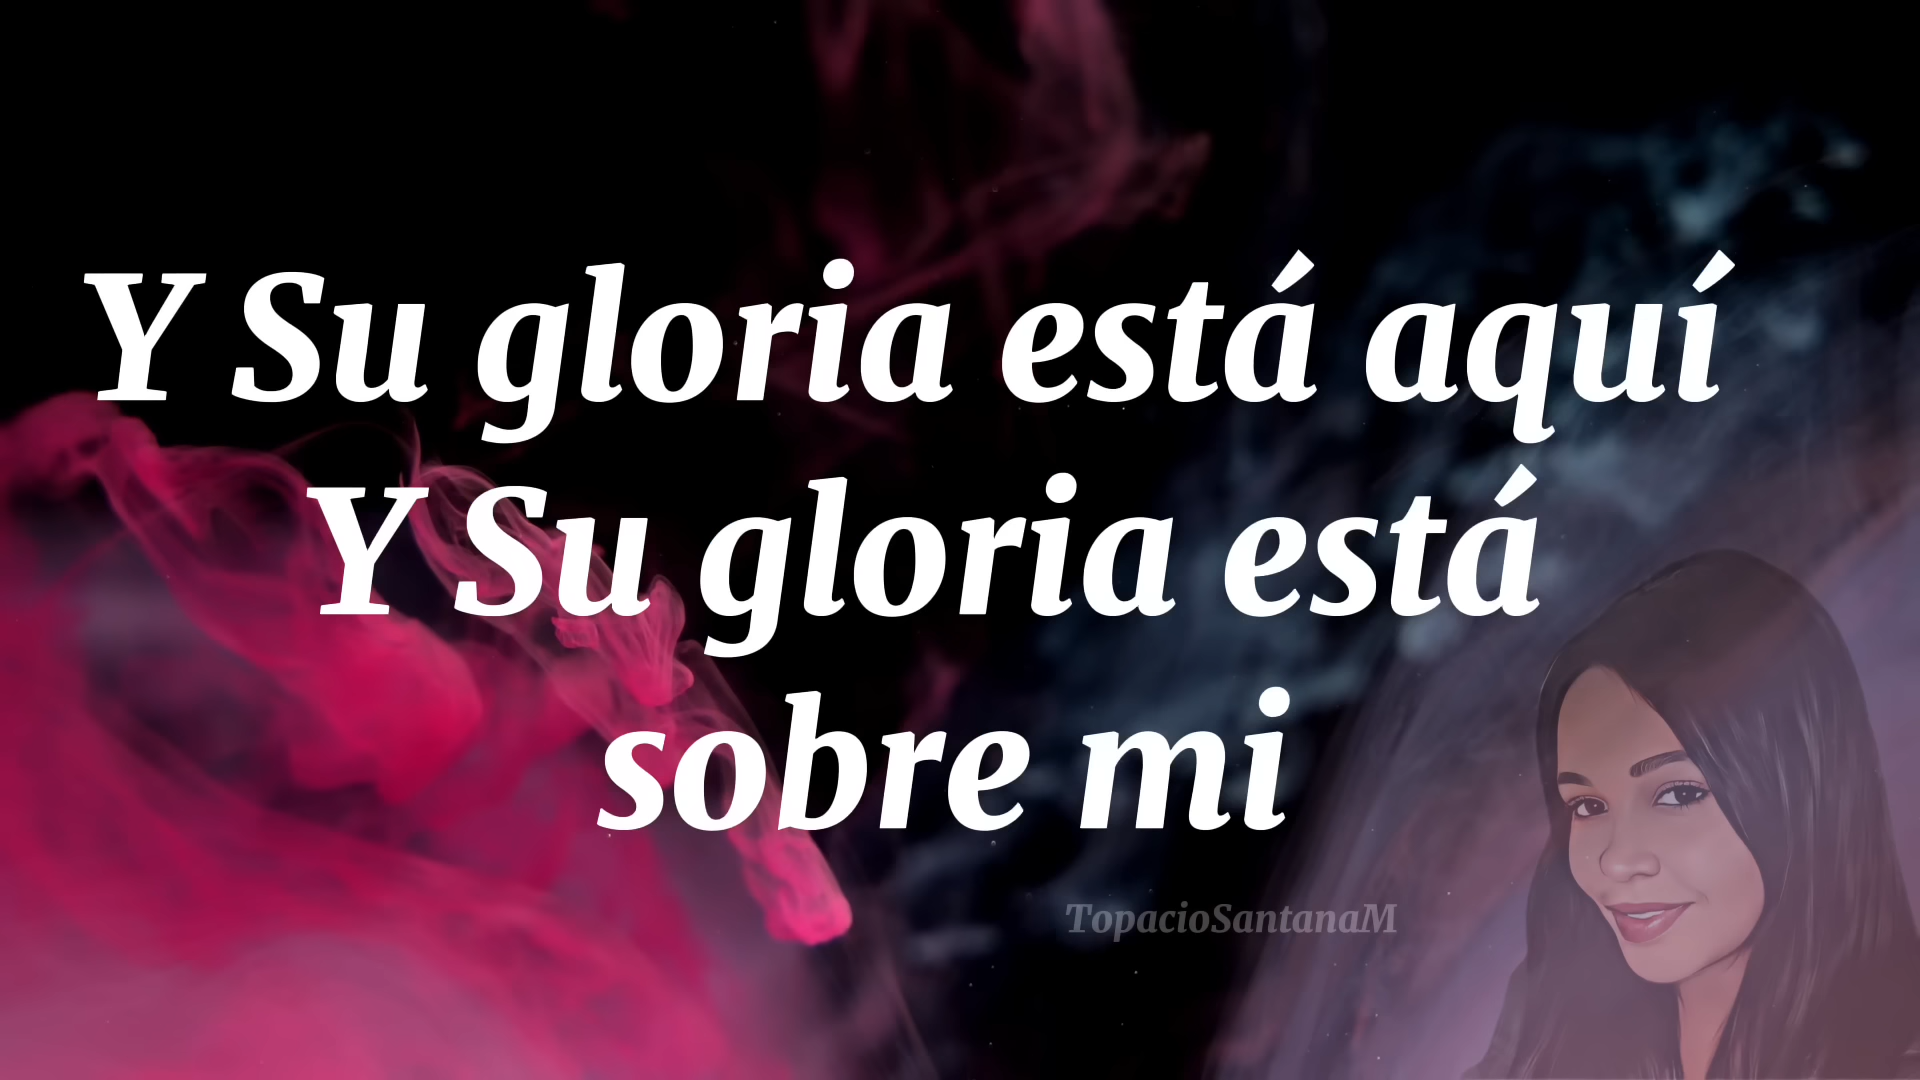 Y Su gloria está aquí
Y Su gloria está
sobre mi
TopacioSantanaM